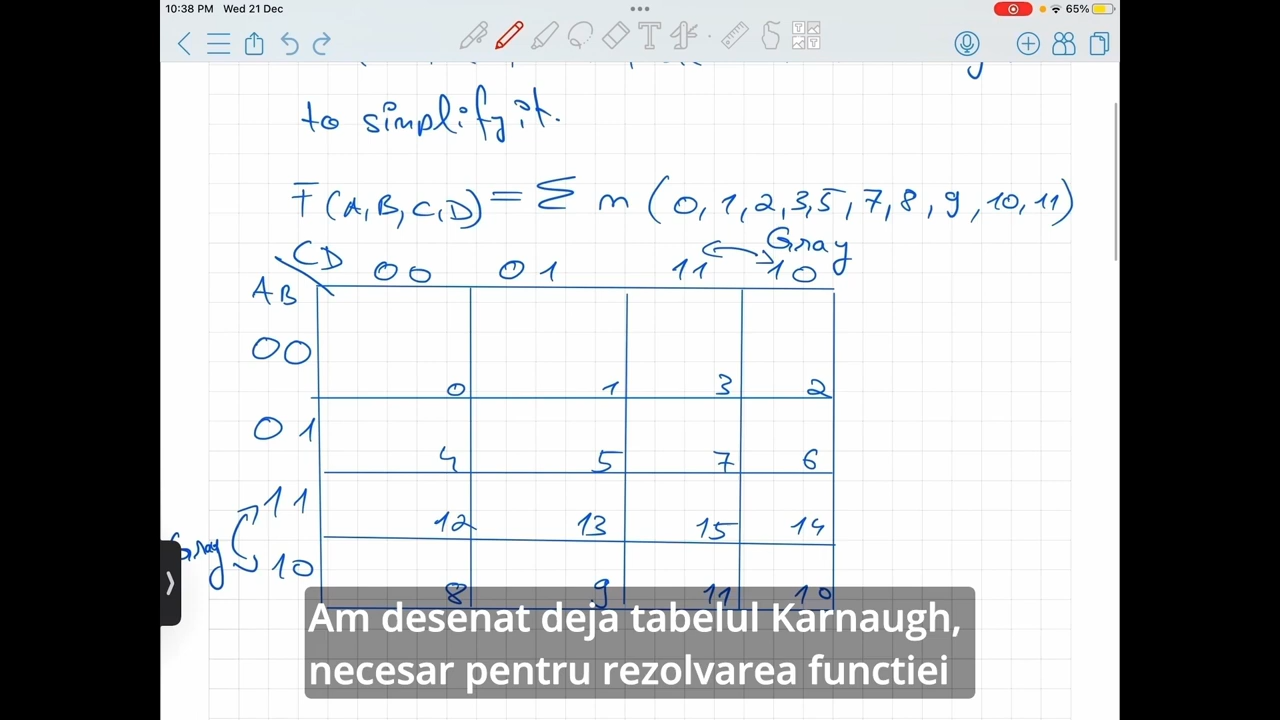 10:38 PM Wed 21 Dec
65%
to simplify it.
F(A,B,C,D) = Σ m (0,1,2,3,5,7,8,9,10,11)
Gray
CD 00 01 11 10
AB
00 0 1 3 2
01 4 5 7 6
11 12 13 15 14
Gray
10 8 9 11 10
Am desenat deja tabelul Karnaugh,
necesar pentru rezolvarea functiei